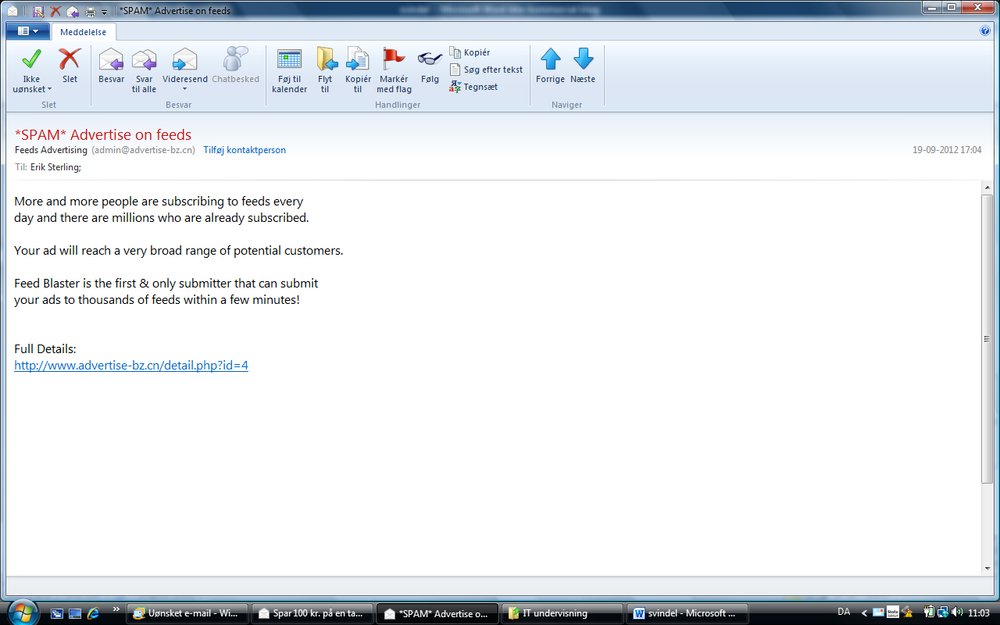 *SPAM* Advertise on feeds
Meddelelse
Ikke uønsket
Slet
Besvar
Svar til alle
Videresend
Chatbesked
Føj til kalender
Flyt til
Kopiér til
Markér med flag
Følg
Kopiér
Søg efter tekst
Tegnsæt
Forrige
Næste
Slet
Besvar
Handlinger
Naviger
*SPAM* Advertise on feeds
Feeds Advertising (admin@advertise-bz.cn) Tilføj kontaktperson
19-09-2012 17:04
Til: Erik Sterling;
More and more people are subscribing to feeds every
day and there are millions who are already subscribed.
Your ad will reach a very broad range of potential customers.
Feed Blaster is the first & only submitter that can submit
your ads to thousands of feeds within a few minutes!
Full Details:
http://www.advertise-bz.cn/detail.php?id=4
Uønsket e-mail - Wi...
Spar 100 kr. på en ta...
*SPAM* Advertise o...
IT undervisning
svindel - Microsoft ...
DA
11:03